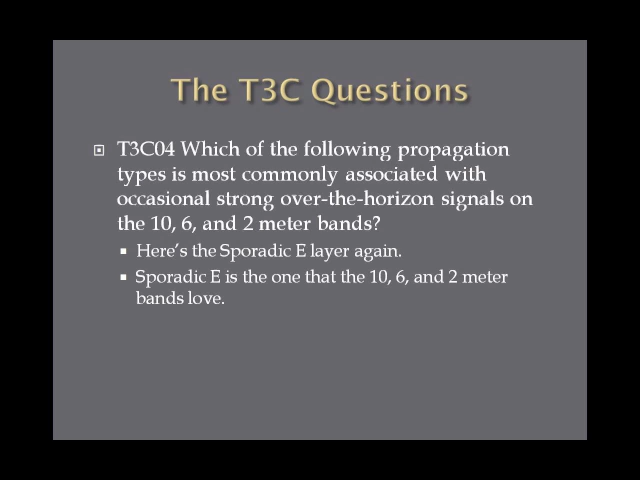 The T3C Questions
T3C04 Which of the following propagation
types is most commonly associated with
occasional strong over-the-horizon signals on
the 10, 6, and 2 meter bands?
Here's the Sporadic E layer again.
Sporadic E is the one that the 10, 6, and 2 meter
bands love.